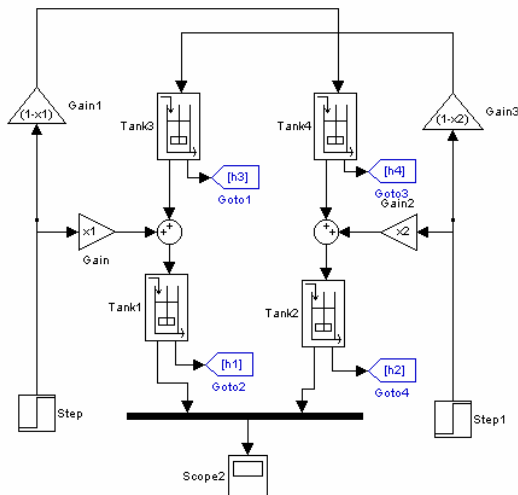 (1-x1)
Gain1
Tank3
Tank4
(1-x2)
Gain3
[h3]
Goto1
[h4]
Goto3
Gain2
x1
Gain
++
++
x2
Tank1
Tank2
[h1]
Goto2
[h2]
Goto4
Step
Step1
Scope2